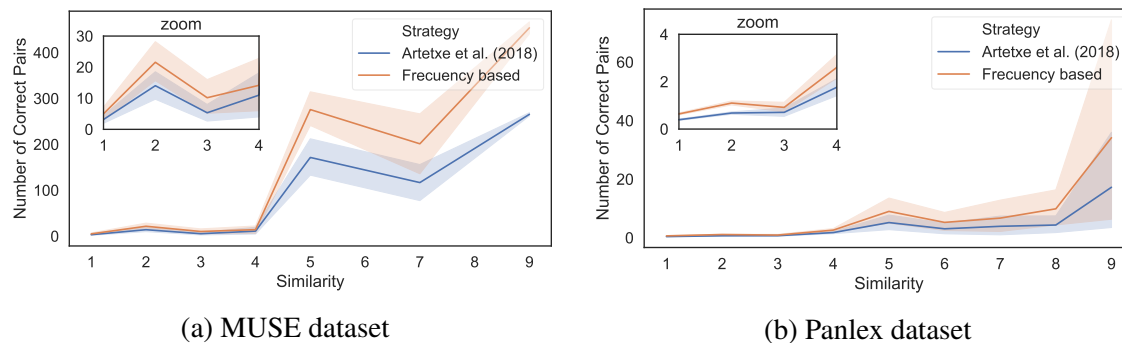 zoom
30
20
10
0
1 2 3 4
Strategy
Artetxe et al. (2018)
Frecuency based
Number of Correct Pairs
400
300
200
100
0
1 2 3 4 5 6 7 8 9
Similarity
(a) MUSE dataset
zoom
4
2
0
1 2 3 4
Strategy
Artetxe et al. (2018)
Frecuency based
Number of Correct Pairs
60
40
20
0
1 2 3 4 5 6 7 8 9
Similarity
(b) Panlex dataset